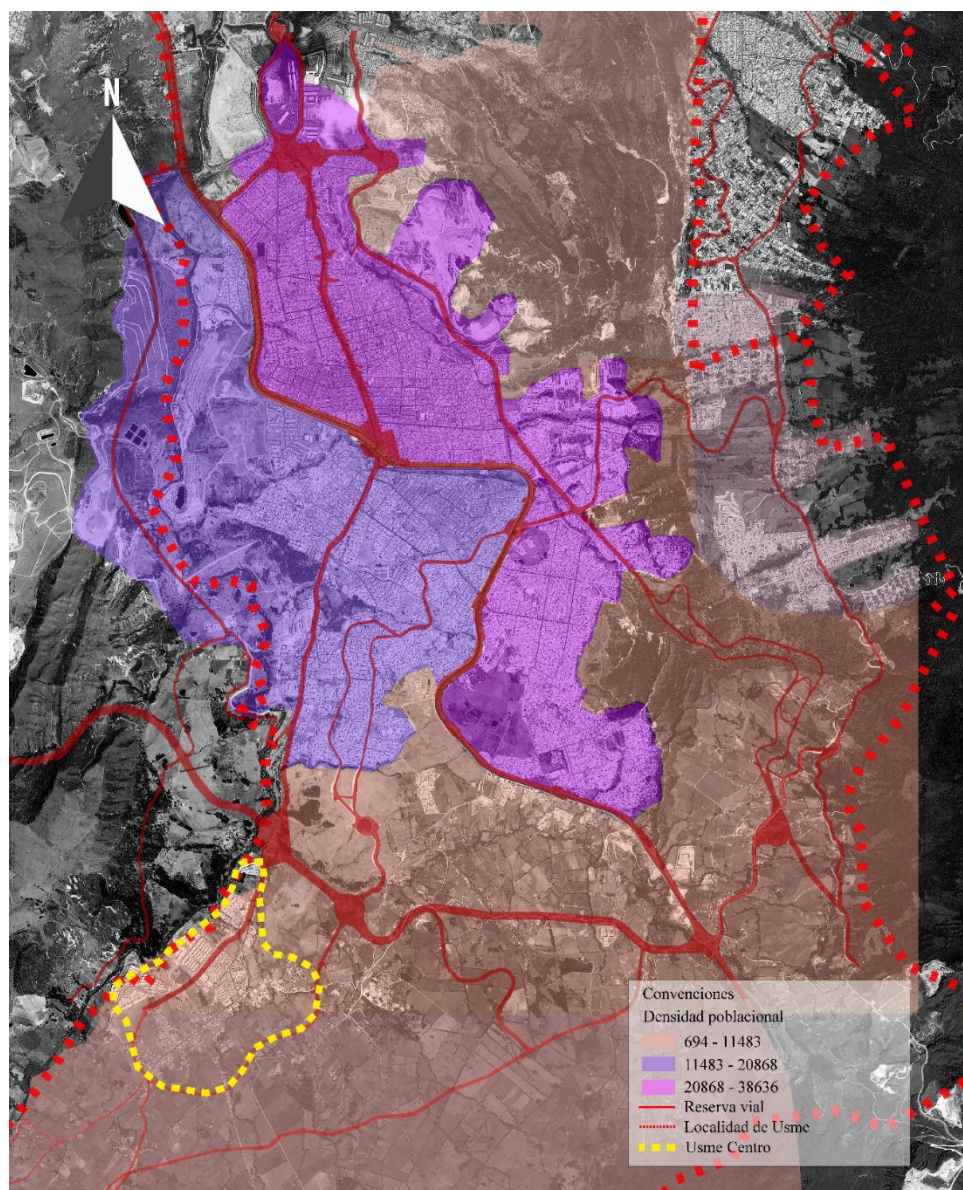 N
Convenciones
Densidad poblacional
694 - 11483
11483 - 20868
20868 - 38636
Reserva vial
Localidad de Usme
Usme Centro